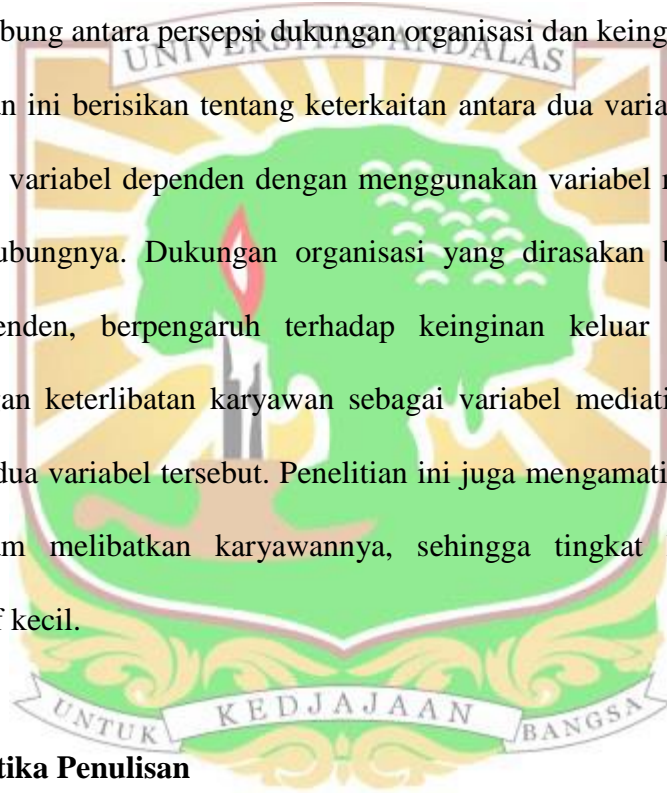 bung antara persepsi dukungan organisasi dan keing
UNIVERSITAS ANDALAS
n ini berisikan tentang keterkaitan antara dua varia
variabel dependen dengan menggunakan variabel
ubungnya. Dukungan organisasi yang dirasakan
enden, berpengaruh terhadap keinginan keluar
an keterlibatan karyawan sebagai variabel mediati
dua variabel tersebut. Penelitian ini juga mengamati
am melibatkan karyawannya, sehingga tingkat
f kecil.
UNTUK KEDJAJAAN BANGSA
tika Penulisan